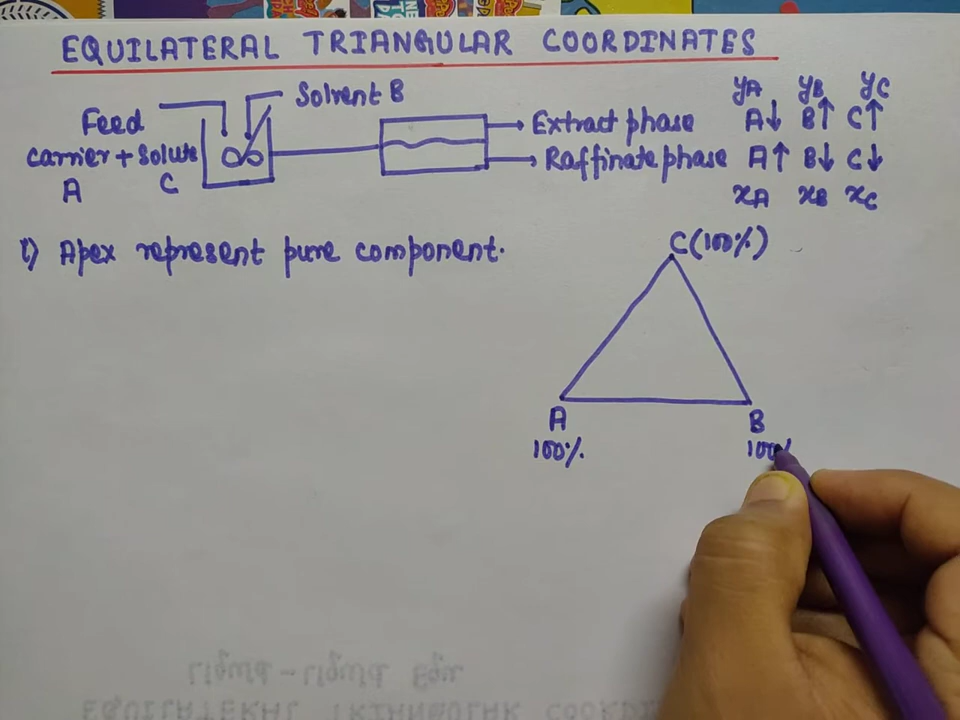 EQUILATERAL TRIANGULAR COORDINATES
Solvent B
yA yB yC
Feed
Extract phase A↓ B↑ C↑
Carrier + Solute
Raffinate phase A↑ B↓ C↓
A C
xA xB xC
1) Apex represent pure component.
C (100%)
A B
100% 100%